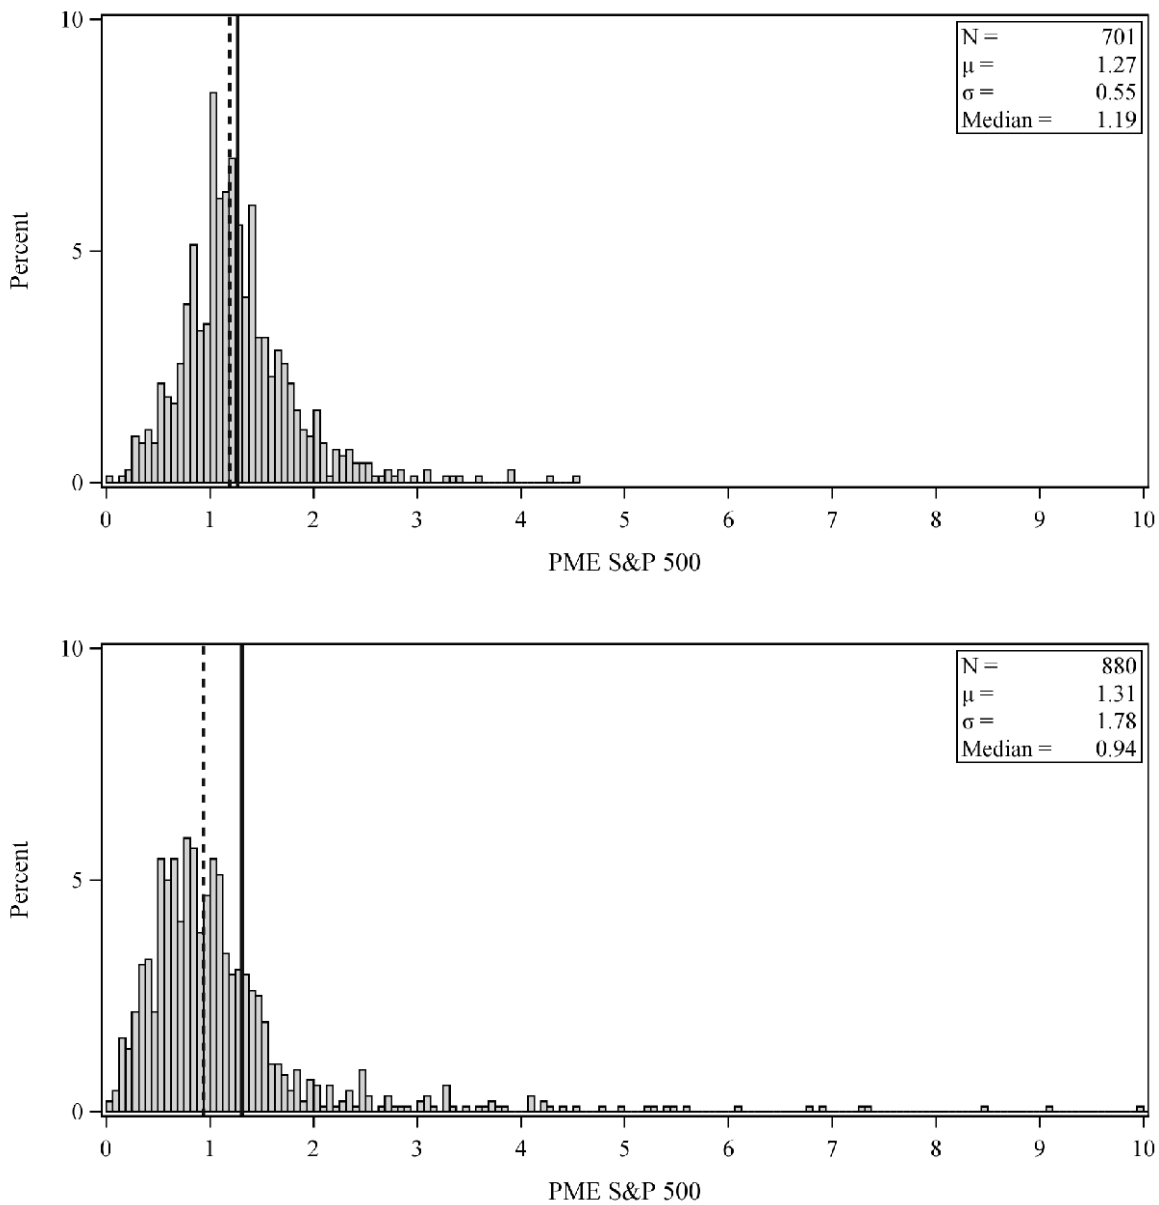 10
N = 701
μ = 1.27
σ = 0.55
Median = 1.19
Percent
5
0
0 1 2 3 4 5 6 7 8 9 10
PME S&P 500
10
N = 880
μ = 1.31
σ = 1.78
Median = 0.94
Percent
5
0
0 1 2 3 4 5 6 7 8 9 10
PME S&P 500